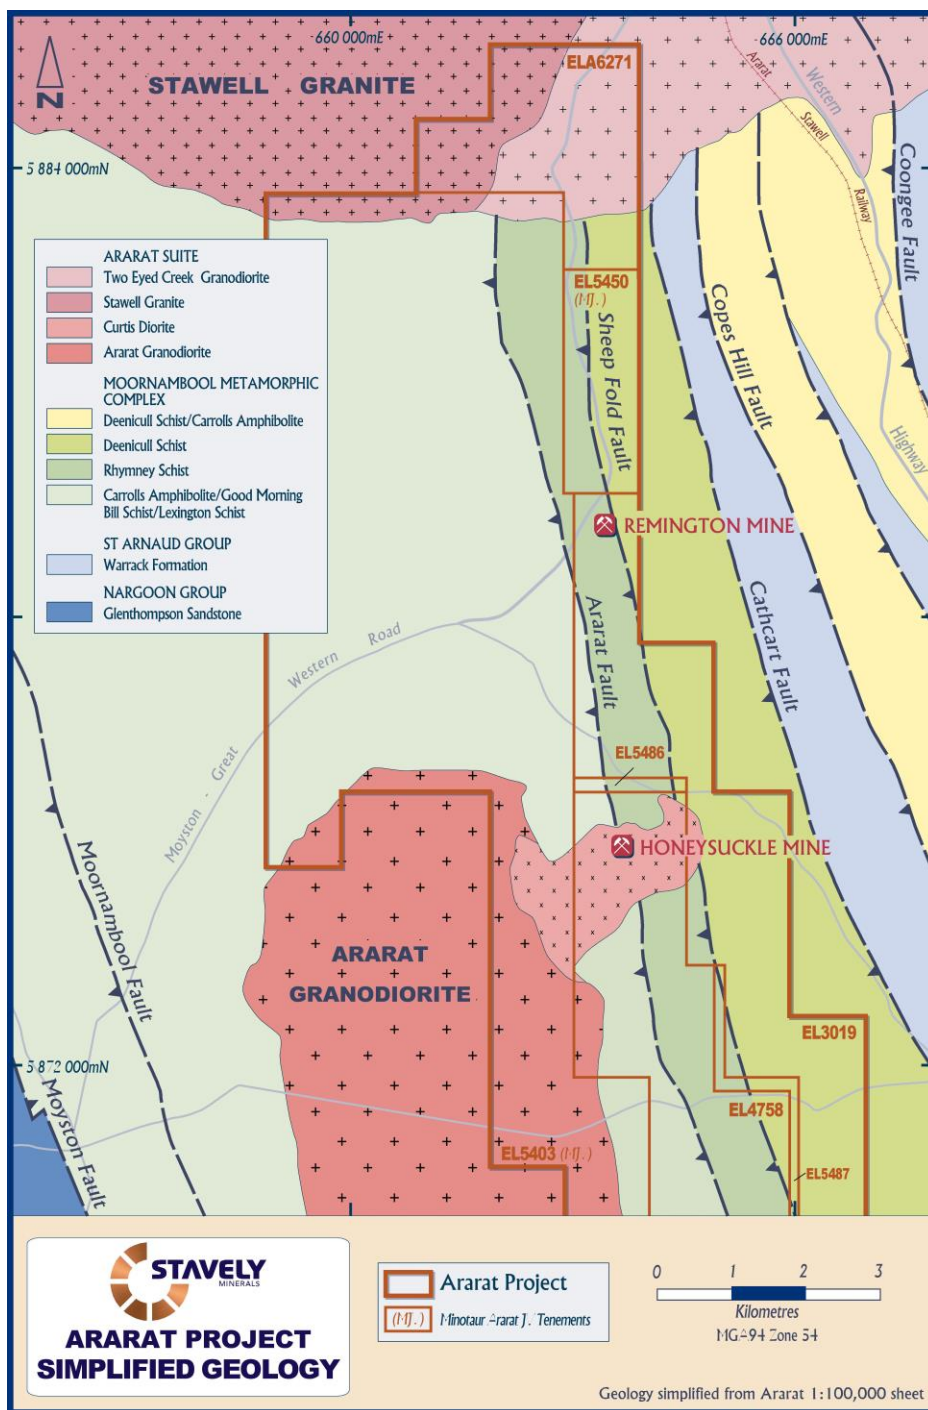 660 000mE
666 000mE
ELA6271
STAWELL GRANITE
Ararat
Western
Stawell
Railway
Coongee Fault
5 884 000mN
ARARAT SUITE
Two Eyed Creek Granodiorite
Stawell Granite
Curtis Diorite
Ararat Granodiorite
MOORNAMBOOL METAMORPHIC
COMPLEX
Deenicull Schist/Carrolls Amphibolite
Deenicull Schist
Rhymney Schist
Carrolls Amphibolite/Good Morning
Bill Schist/Lexington Schist
ST ARNAUD GROUP
Warrack Formation
NARGOON GROUP
Glenthompson Sandstone
EL5450
(MJ.)
Sheep Fold Fault
Copes Hill Fault
Highway
REMINGTON MINE
Ararat Fault
Cathcart Fault
Moyston - Great Western Road
EL5486
HONEYSUCKLE MINE
Moornambool Fault
ARARAT
GRANODIORITE
EL3019
5 872 000mN
Moyston Fault
EL4758
EL5403 (MJ.)
EL5487
N
STAVELY
MINERALS
ARARAT PROJECT
SIMPLIFIED GEOLOGY
Ararat Project
(MJ.) Minotaur Ararat J. Tenements
0 1 2 3
Kilometres
MGA94 Zone 54
Geology simplified from Ararat 1:100,000 sheet